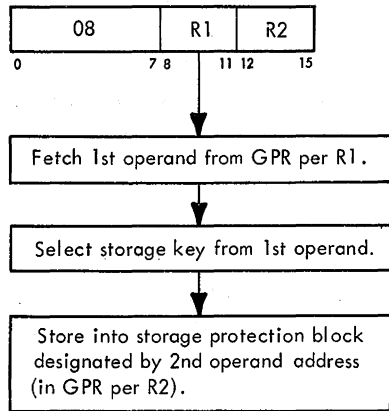 08 R1 R2
0 7 8 11 12 15
Fetch 1st operand from GPR per R1.
Select storage key from 1st operand.
Store into storage protection block
designated by 2nd operand address
(in GPR per R2).